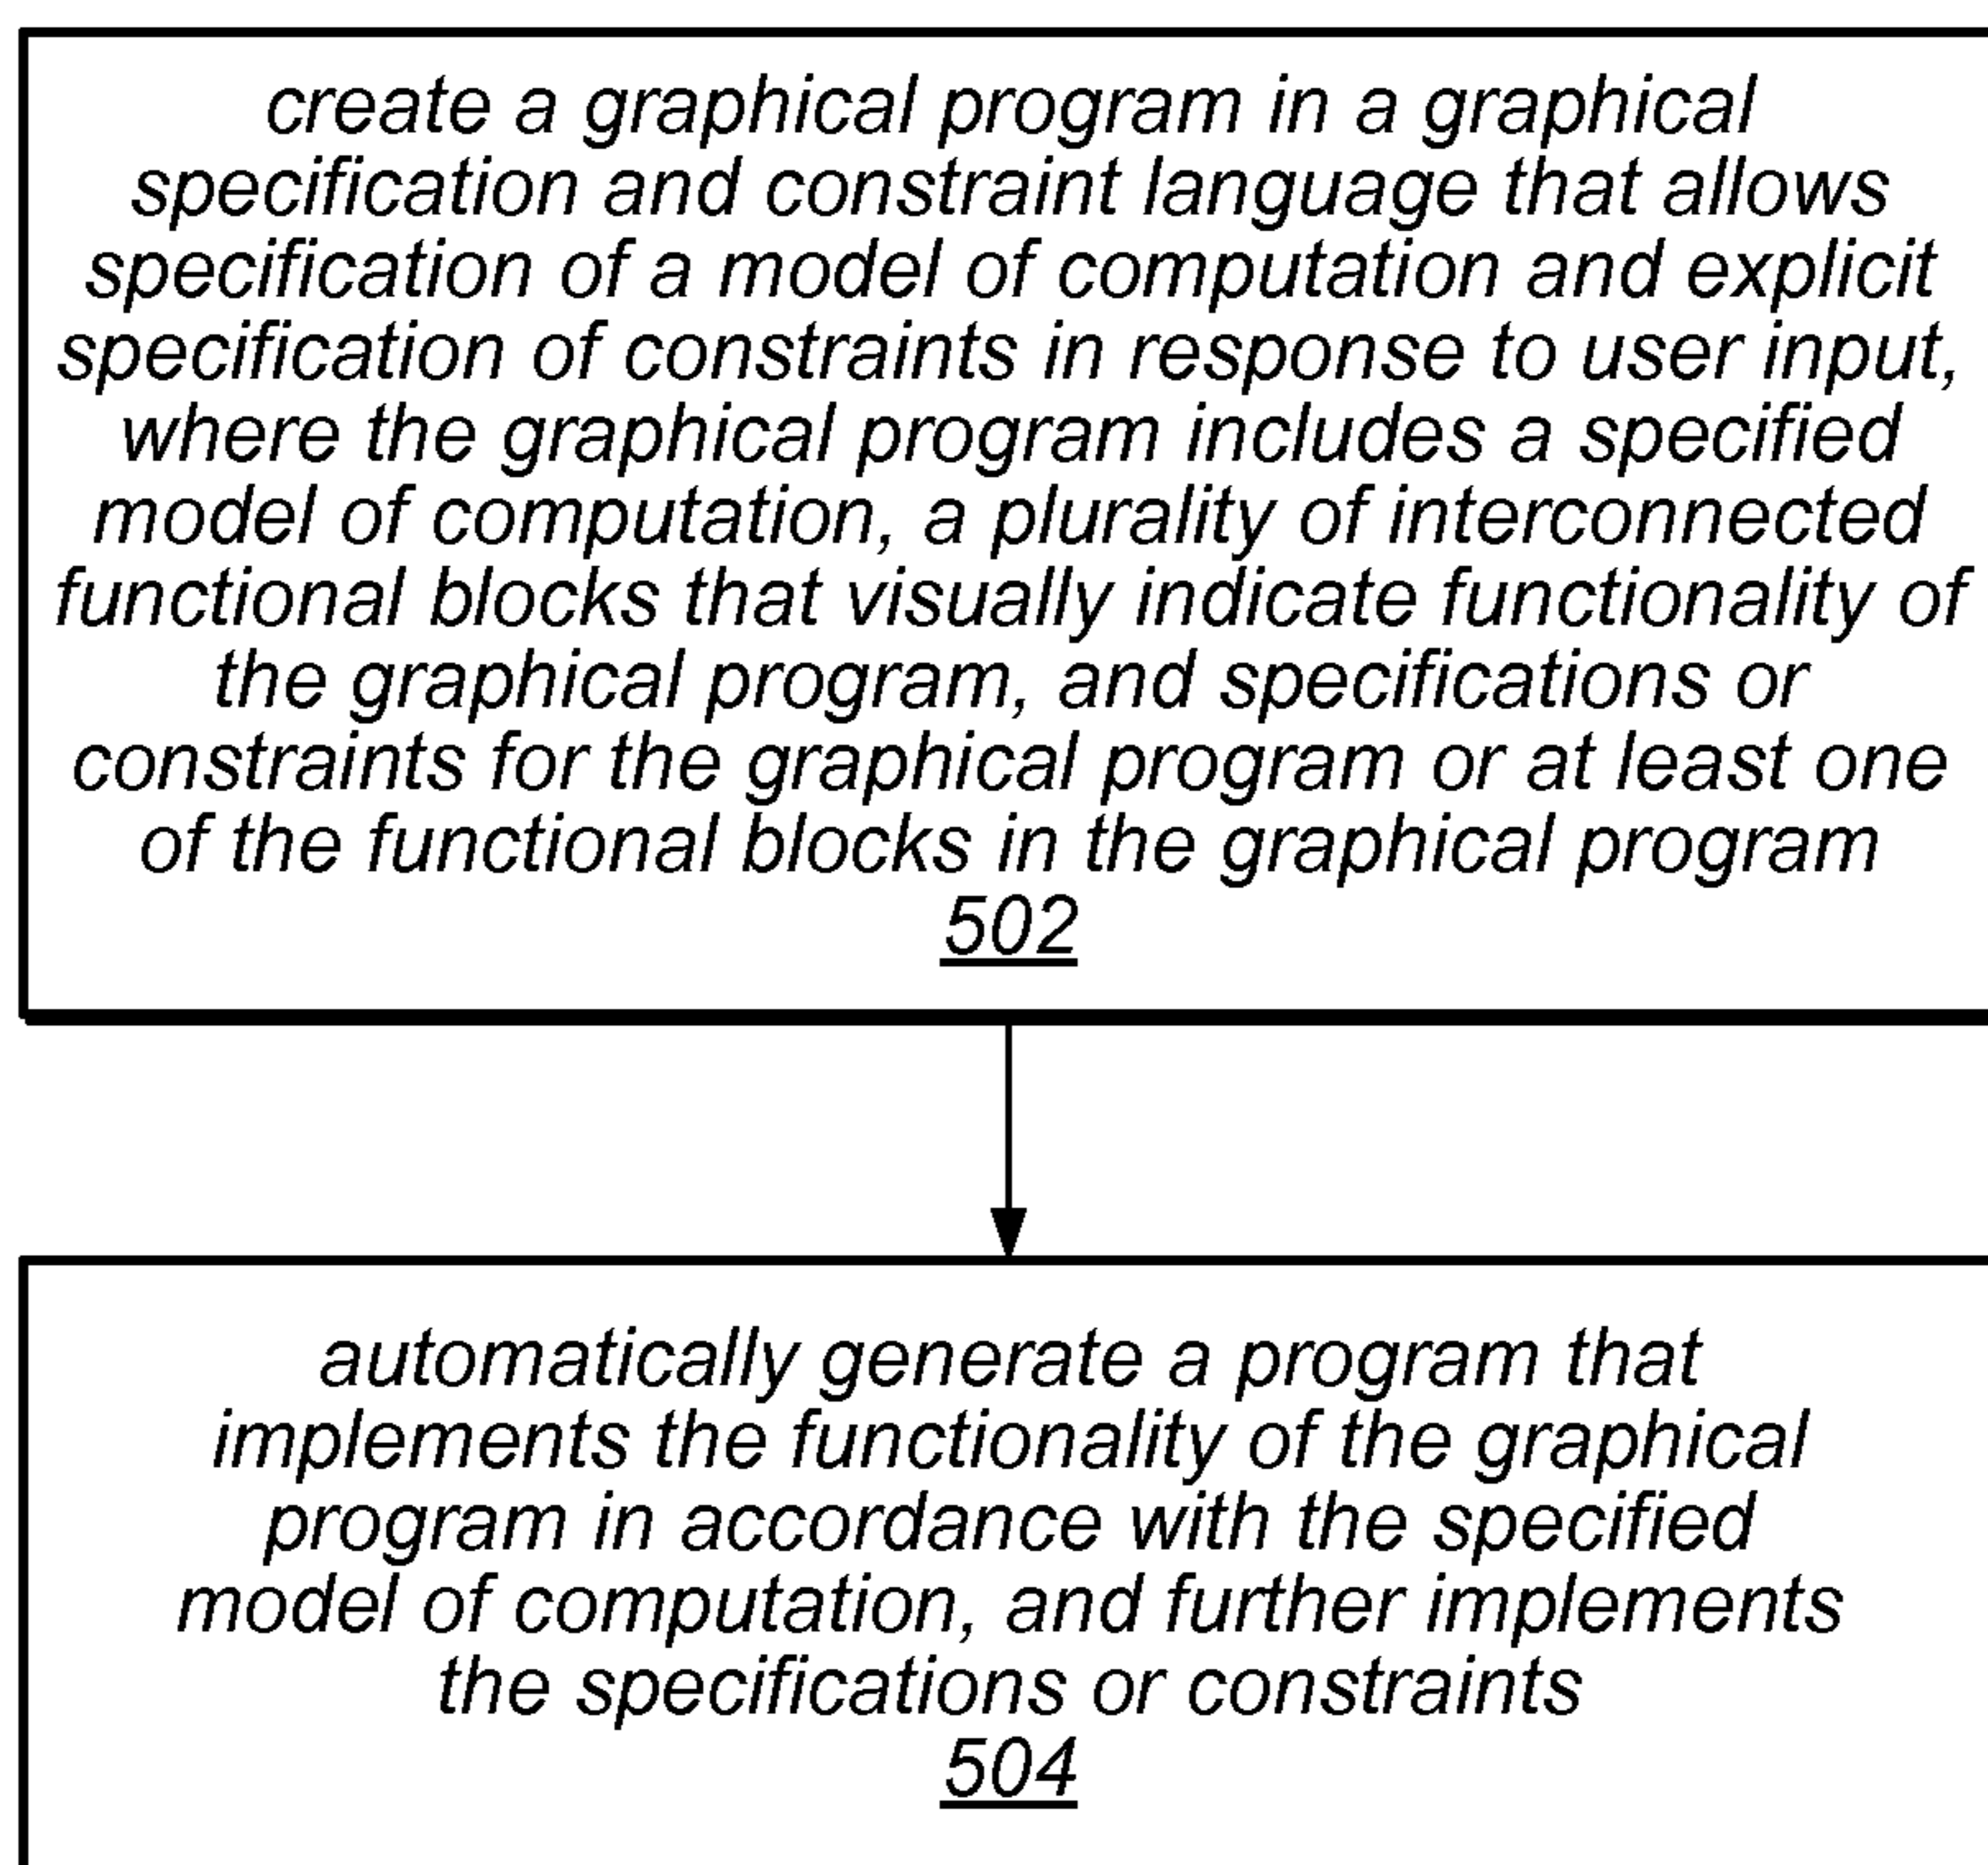 create a graphical program in a graphical
specification and constraint language that allows
specification of a model of computation and explicit
specification of constraints in response to user input,
where the graphical program includes a specified
model of computation, a plurality of interconnected
functional blocks that visually indicate functionality of
the graphical program, and specifications or
constraints for the graphical program or at least one
of the functional blocks in the graphical program
502
automatically generate a program that
implements the functionality of the graphical
program in accordance with the specified
model of computation, and further implements
the specifications or constraints
504